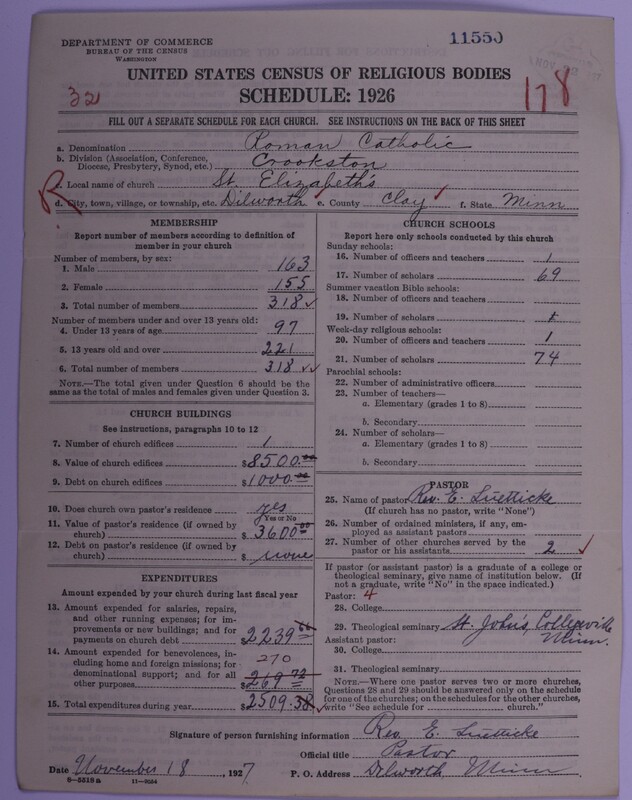 DEPARTMENT OF COMMERCE
BUREAU OF THE CENSUS
WASHINGTON
11550
NOV 22
UNITED STATES CENSUS OF RELIGIOUS BODIES
SCHEDULE: 1926
32
178
FILL OUT A SEPARATE SCHEDULE FOR EACH CHURCH. SEE INSTRUCTIONS ON THE BACK OF THIS SHEET
a. Denomination Roman Catholic
b. Division (Association, Conference, Diocese, Presbytery, Synod, etc.) Crookston
c. Local name of church St. Elizabeth's
R
d. City, town, village, or township, etc. Dilworth e. County Clay f. State Minn
MEMBERSHIP
Report number of members according to definition of
member in your church
Number of members, by sex:
1. Male 163
2. Female 155
3. Total number of members 318 ✓
Number of members under and over 13 years old:
4. Under 13 years of age 97
5. 13 years old and over 221
6. Total number of members 318 ✓✓
NOTE.—The total given under Question 6 should be the
same as the total of males and females given under Question 3.
CHURCH BUILDINGS
See instructions, paragraphs 10 to 12
7. Number of church edifices 1
8. Value of church edifices $8500.00
9. Debt on church edifices $1000.00
10. Does church own pastor's residence yes
Yes or No
11. Value of pastor's residence (if owned by
church) $3600.00
12. Debt on pastor's residence (if owned by
church) $ none
EXPENDITURES
Amount expended by your church during last fiscal year
13. Amount expended for salaries, repairs,
and other running expenses; for im-
provements or new buildings; and for
payments on church debt $2239.66
14. Amount expended for benevolences, in-
cluding home and foreign missions; for
denominational support; and for all
other purposes
270
$269.72
15. Total expenditures during year $2509.38 ✓
CHURCH SCHOOLS
Report here only schools conducted by this church
Sunday schools:
16. Number of officers and teachers 1
17. Number of scholars 69
Summer vacation Bible schools:
18. Number of officers and teachers
19. Number of scholars
Week-day religious schools:
20. Number of officers and teachers 1
21. Number of scholars 74
Parochial schools:
22. Number of administrative officers
23. Number of teachers—
a. Elementary (grades 1 to 8)
b. Secondary
24. Number of scholars—
a. Elementary (grades 1 to 8)
b. Secondary
PASTOR
25. Name of pastor Rev. E. Luetticke
(If church has no pastor, write "None")
26. Number of ordained ministers, if any, em-
ployed as assistant pastors
27. Number of other churches served by the
pastor or his assistants 2 ✓
If pastor (or assistant pastor) is a graduate of a college or
theological seminary, give name of institution below. (If
not a graduate, write "No" in the space indicated.)
Pastor: 4
28. College
29. Theological seminary St. John's, Collegeville
Minn.
Assistant pastor:
30. College
31. Theological seminary
NOTE.—Where one pastor serves two or more churches,
Questions 28 and 29 should be answered only on the schedule
for one of the churches; on the schedules for the other churches,
write "See schedule for church."
Signature of person furnishing information Rev. E. Luetticke
Official title Pastor
Date November 18, 1927 P. O. Address Dilworth Minn
8-5519a 11-9524